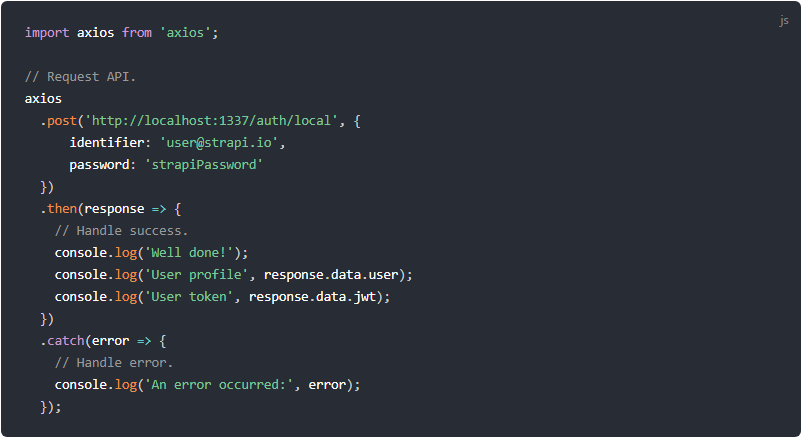 js
import axios from 'axios';
// Request API.
axios
  .post('http://localhost:1337/auth/local', {
      identifier: 'user@strapi.io',
      password: 'strapiPassword'
  })
  .then(response => {
    // Handle success.
    console.log('Well done!');
    console.log('User profile', response.data.user);
    console.log('User token', response.data.jwt);
  })
  .catch(error => {
    // Handle error.
    console.log('An error occurred:', error);
  });